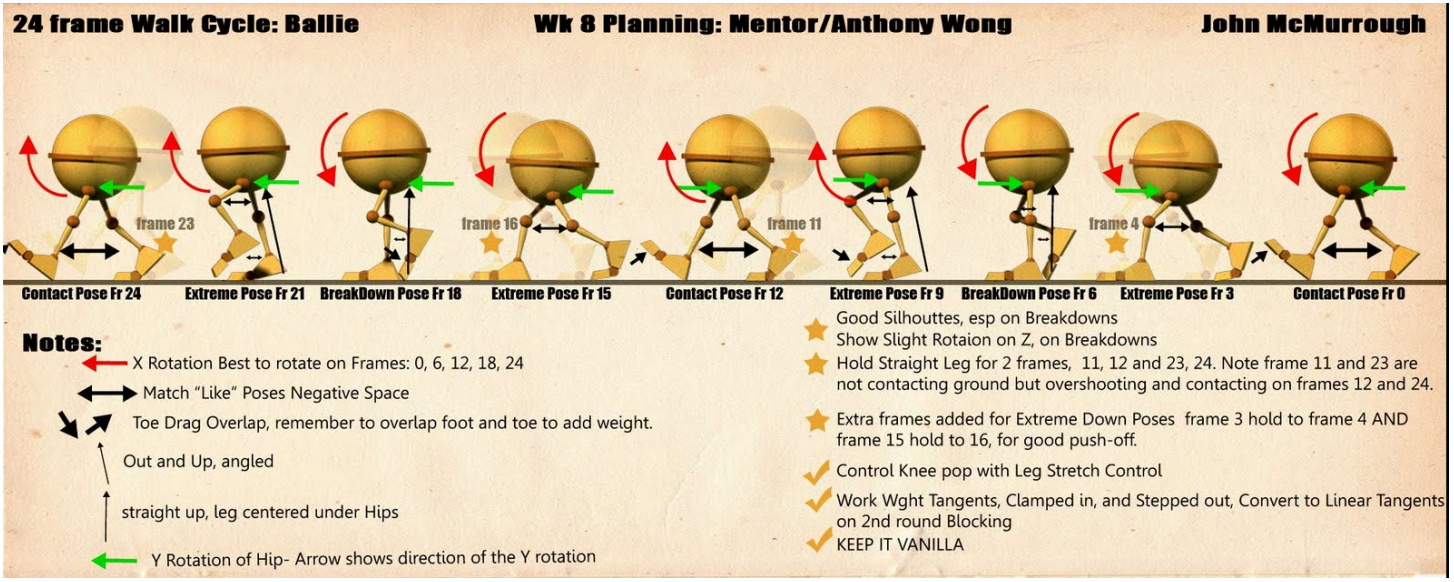 24 frame Walk Cycle: Ballie
Wk 8 Planning: Mentor/Anthony Wong
John McMurrough
frame 23
frame 16
frame 11
frame 4
Contact Pose Fr 24
Extreme Pose Fr 21
BreakDown Pose Fr 18
Extreme Pose Fr 15
Contact Pose Fr 12
Extreme Pose Fr 9
BreakDown Pose Fr 6
Extreme Pose Fr 3
Contact Pose Fr 0
Notes:
X Rotation Best to rotate on Frames: 0, 6, 12, 18, 24
Match "Like" Poses Negative Space
Toe Drag Overlap, remember to overlap foot and toe to add weight.
Out and Up, angled
straight up, leg centered under Hips
Y Rotation of Hip- Arrow shows direction of the Y rotation
Good Silhouttes, esp on Breakdowns
Show Slight Rotaion on Z, on Breakdowns
Hold Straight Leg for 2 frames, 11, 12 and 23, 24. Note frame 11 and 23 are
not contacting ground but overshooting and contacting on frames 12 and 24.
Extra frames added for Extreme Down Poses frame 3 hold to frame 4 AND
frame 15 hold to 16, for good push-off.
Control Knee pop with Leg Stretch Control
Work Wght Tangents, Clamped in, and Stepped out, Convert to Linear Tangents
on 2nd round Blocking
KEEP IT VANILLA